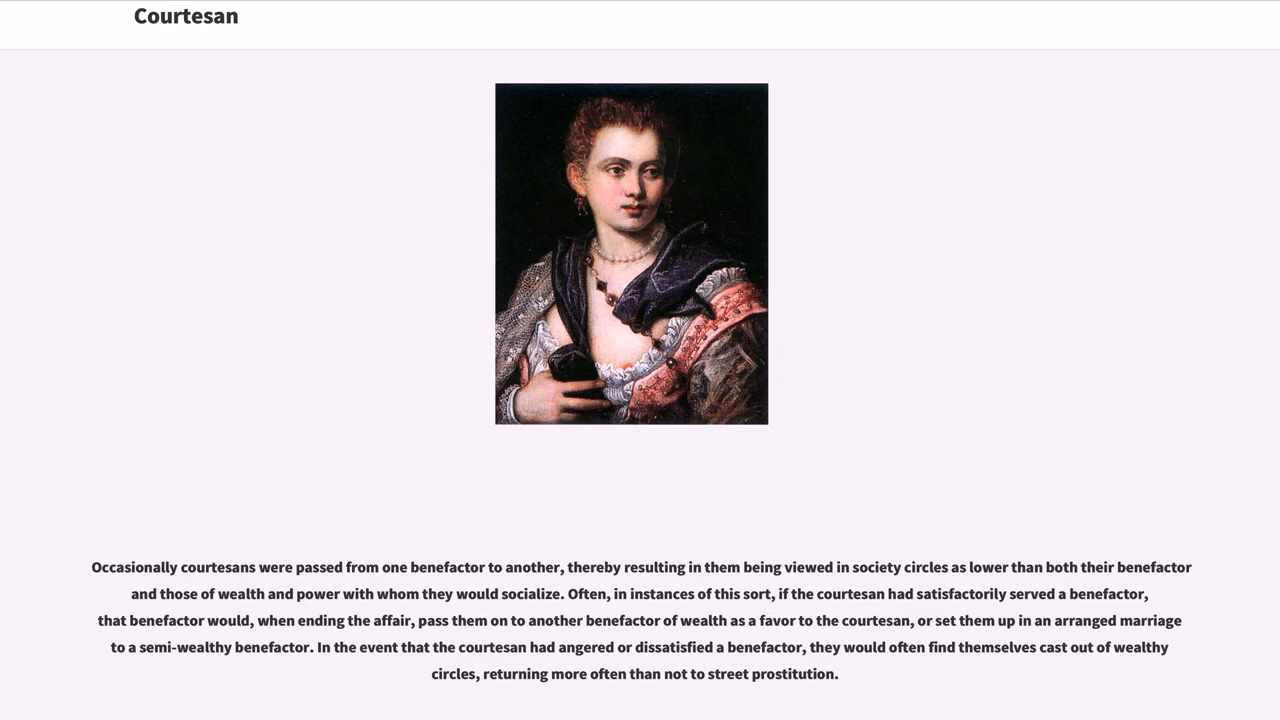 Courtesan
Occasionally courtesans were passed from one benefactor to another, thereby resulting in them being viewed in society circles as lower than both their benefactor
and those of wealth and power with whom they would socialize. Often, in instances of this sort, if the courtesan had satisfactorily served a benefactor,
that benefactor would, when ending the affair, pass them on to another benefactor of wealth as a favor to the courtesan, or set them up in an arranged marriage
to a semi-wealthy benefactor. In the event that the courtesan had angered or dissatisfied a benefactor, they would often find themselves cast out of wealthy
circles, returning more often than not to street prostitution.